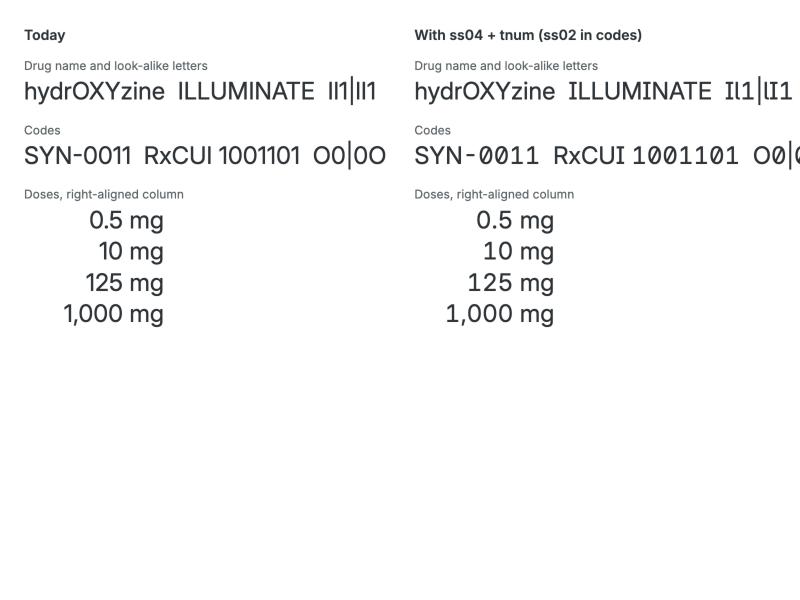 Today
Drug name and look-alike letters
hydrOXYzine ILLUMINATE Il1|lI1
Codes
SYN-0011 RxCUI 1001101 O0|0O
Doses, right-aligned column
0.5 mg
10 mg
125 mg
1,000 mg
With ss04 + tnum (ss02 in codes)
Drug name and look-alike letters
hydrOXYzine ILLUMINATE Il1|lI1
Codes
SYN-0011 RxCUI 1001101 O0|
Doses, right-aligned column
0.5 mg
10 mg
125 mg
1,000 mg